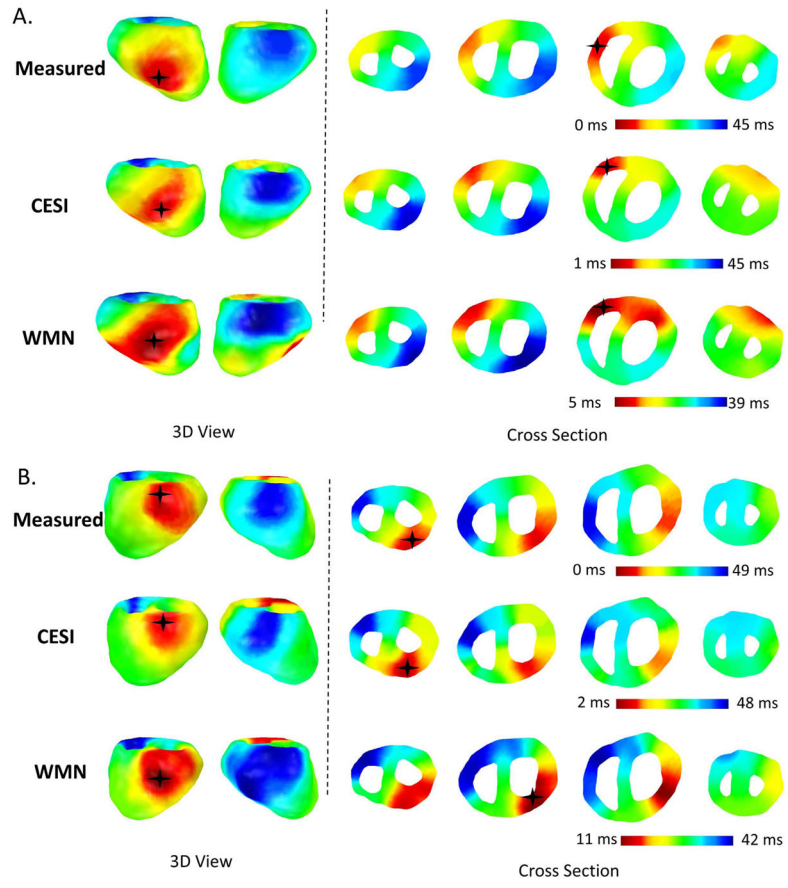 A.
Measured
0 ms 45 ms
CESI
1 ms 45 ms
WMN
5 ms 39 ms
3D View Cross Section
B.
Measured
0 ms 49 ms
CESI
2 ms 48 ms
WMN
11 ms 42 ms
3D View Cross Section